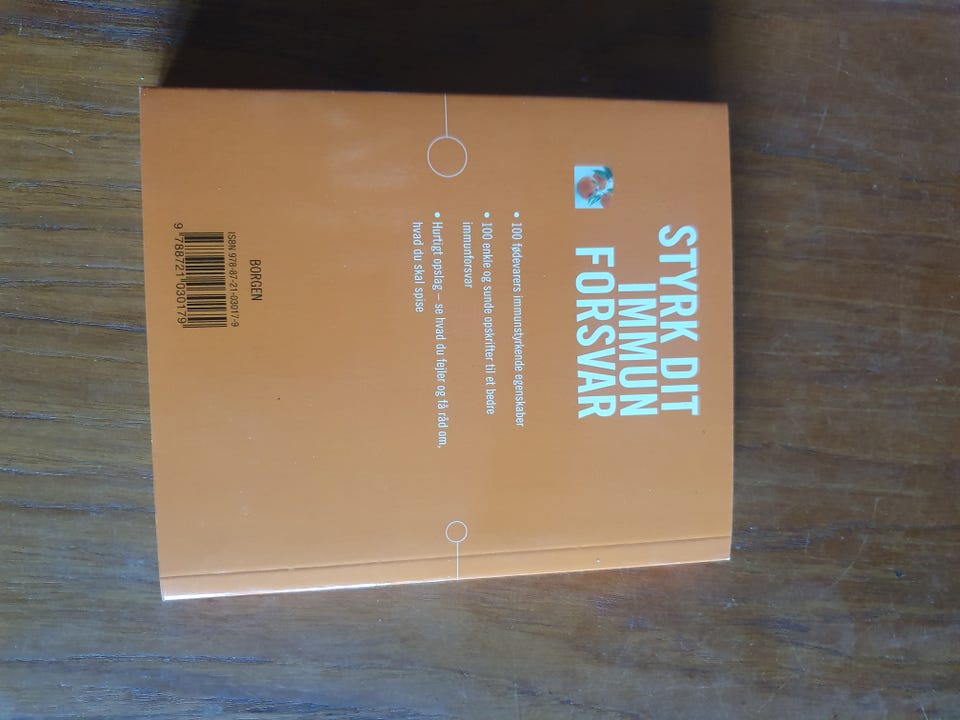 STYRK DIT
IMMUN
FORSVAR
• 100 fødevarers immunstyrkende egenskaber
• 100 enkle og sunde opskrifter til et bedre
immunforsvar
• Hurtigt opslag – se hvad du fejler og få råd om,
hvad du skal spise
BORGEN
ISBN 978-87-21-03017-9
9 788721 030179